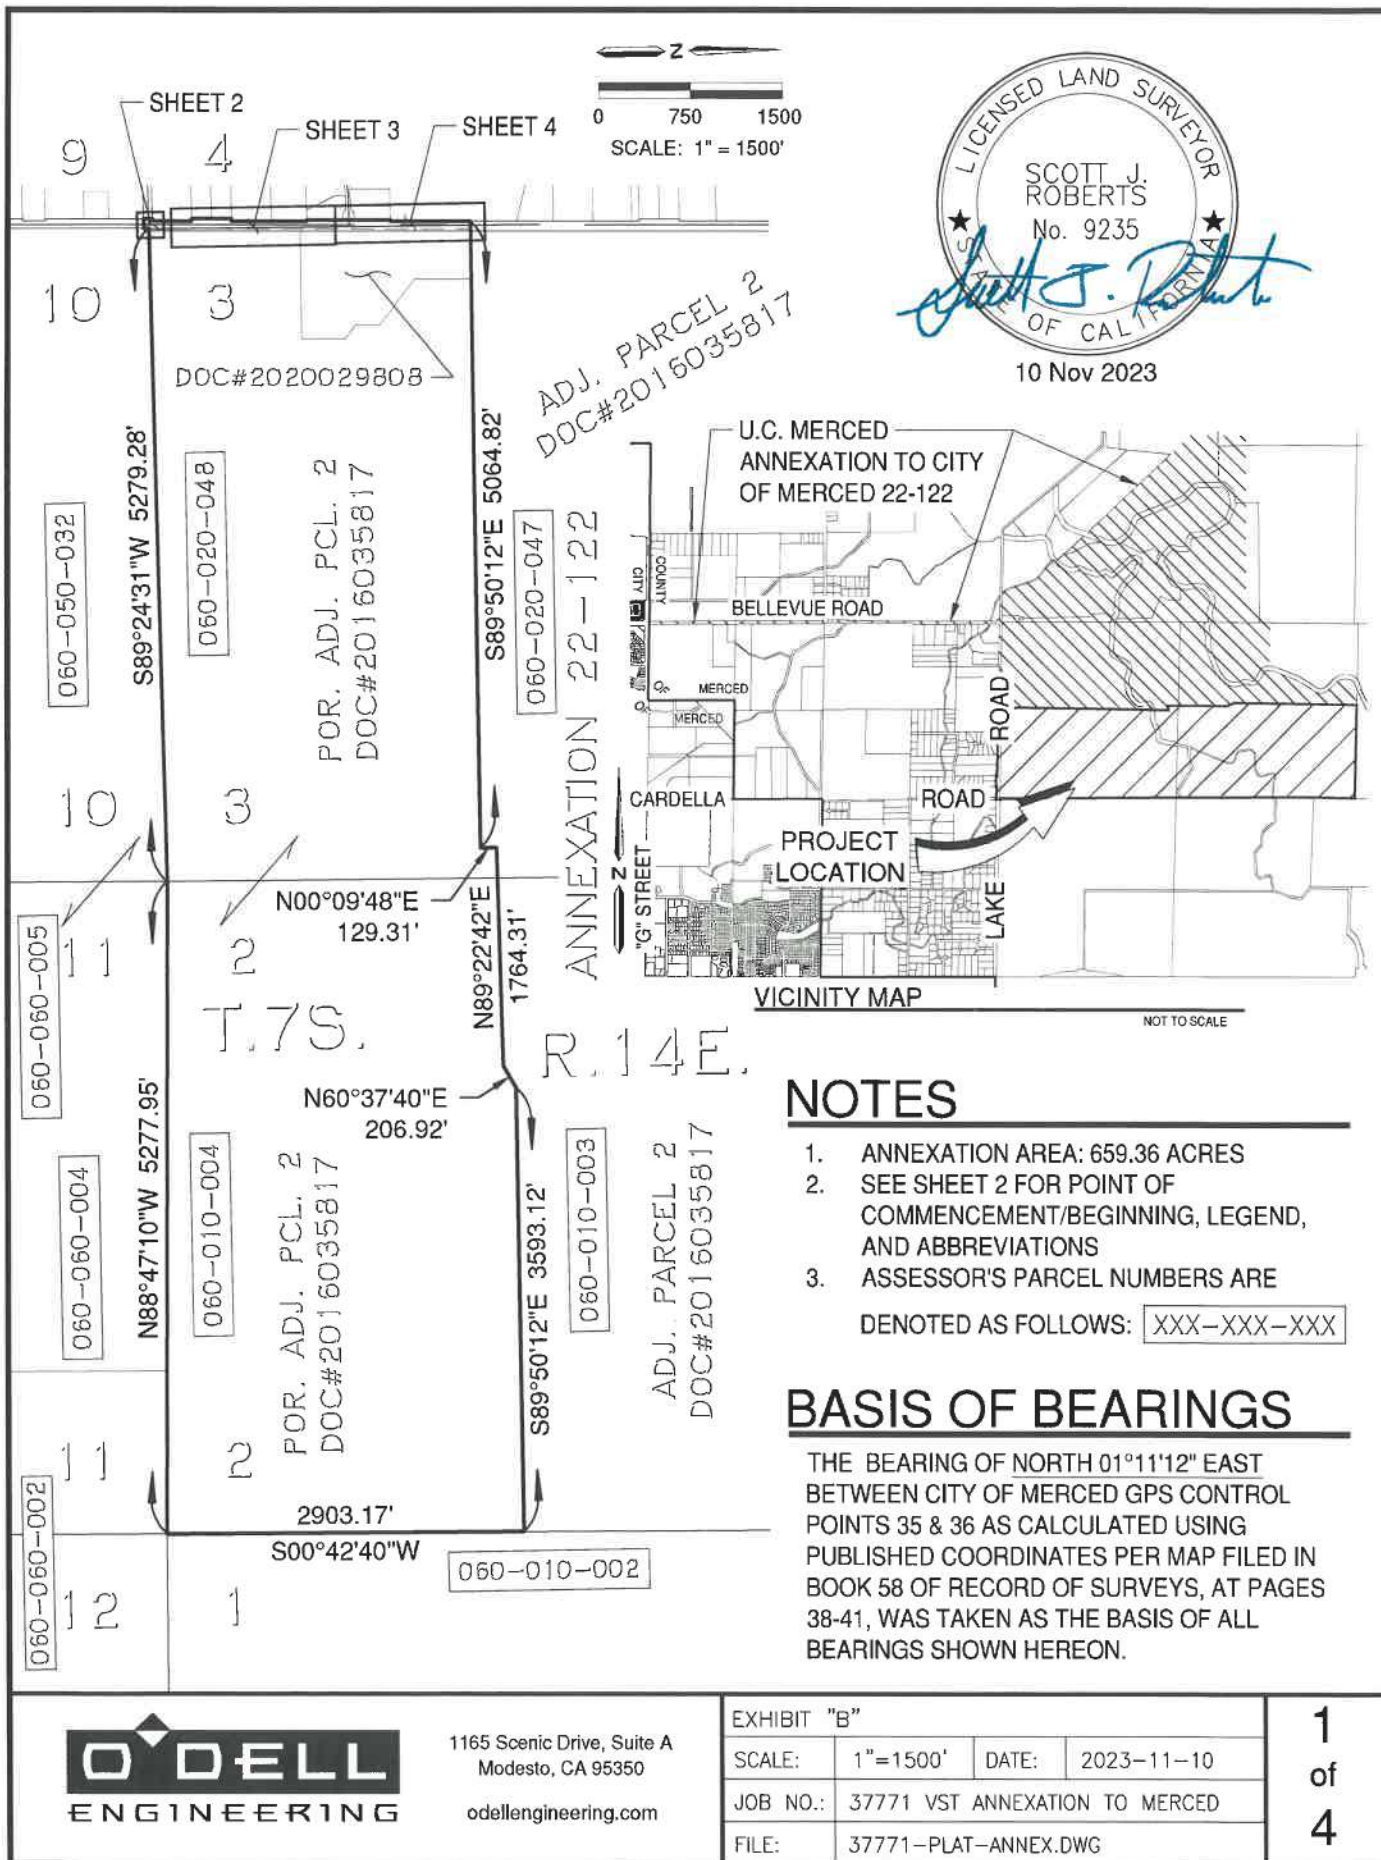 SHEET 2
SHEET 3
SHEET 4
Z
0 750 1500
SCALE: 1" = 1500'
9
4
10
3
DOC#2020029808
ADJ. PARCEL 2
DOC#2016035817
S89°24'31"W 5279.28'
060-050-032
060-020-048
POR. ADJ. PCL. 2
DOC#2016035817
S89°50'12"E 5064.82'
060-020-047
ANNEXATION 22-122
10
3
N00°09'48"E
129.31'
N89°22'42"E
1764.31'
060-060-005
11
2
T.7S.
R.14E.
N60°37'40"E
206.92'
N88°47'10"W 5277.95'
060-060-004
060-010-004
POR. ADJ. PCL. 2
DOC#2016035817
S89°50'12"E 3593.12'
060-010-003
ADJ. PARCEL 2
DOC#2016035817
11
2
2903.17'
S00°42'40"W
060-010-002
060-060-002
12
1
LICENSED LAND SURVEYOR
SCOTT J.
ROBERTS
No. 9235
STATE OF CALIFORNIA
Scott J. Roberts
10 Nov 2023
U.C. MERCED
ANNEXATION TO CITY
OF MERCED 22-122
CITY
COUNTY
BELLEVUE ROAD
OF MERCED
MERCED
CARDELLA
ROAD
ROAD
LAKE
PROJECT
LOCATION
Z
"G" STREET
VICINITY MAP
NOT TO SCALE
NOTES
1. ANNEXATION AREA: 659.36 ACRES
2. SEE SHEET 2 FOR POINT OF
COMMENCEMENT/BEGINNING, LEGEND,
AND ABBREVIATIONS
3. ASSESSOR'S PARCEL NUMBERS ARE
DENOTED AS FOLLOWS: XXX-XXX-XXX
BASIS OF BEARINGS
THE BEARING OF NORTH 01°11'12" EAST
BETWEEN CITY OF MERCED GPS CONTROL
POINTS 35 & 36 AS CALCULATED USING
PUBLISHED COORDINATES PER MAP FILED IN
BOOK 58 OF RECORD OF SURVEYS, AT PAGES
38-41, WAS TAKEN AS THE BASIS OF ALL
BEARINGS SHOWN HEREON.
O'DELL
ENGINEERING
1165 Scenic Drive, Suite A
Modesto, CA 95350
odellengineering.com
EXHIBIT "B"
SCALE: 1"=1500' DATE: 2023-11-10
JOB NO.: 37771 VST ANNEXATION TO MERCED
FILE: 37771-PLAT-ANNEX.DWG
1
of
4